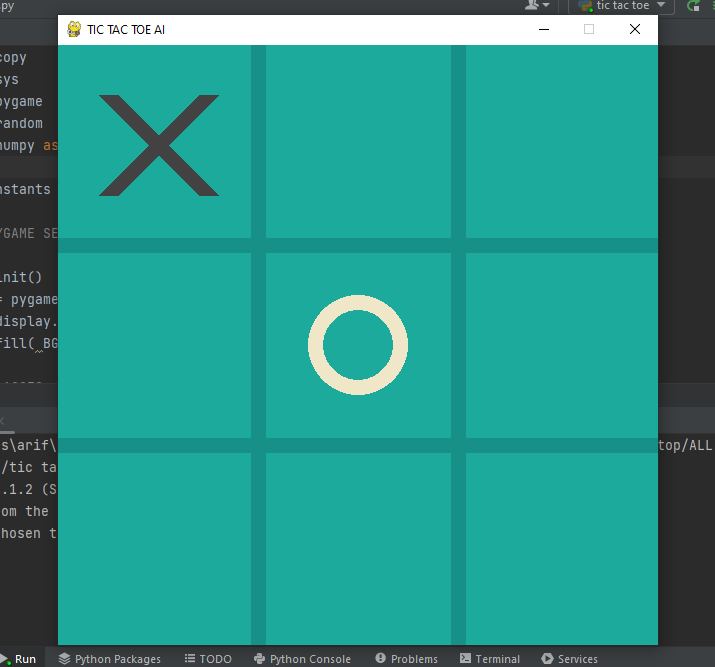 .py
tic tac toe
TIC TAC TOE AI
copy
sys
pygame
random
numpy as
nstants
YGAME SE
init()
= pygame
display.
fill( BG
s\arif\
top/ALL
/tic ta
.1.2 (S
om the
hosen t
Run
Python Packages
TODO
Python Console
Problems
Terminal
Services